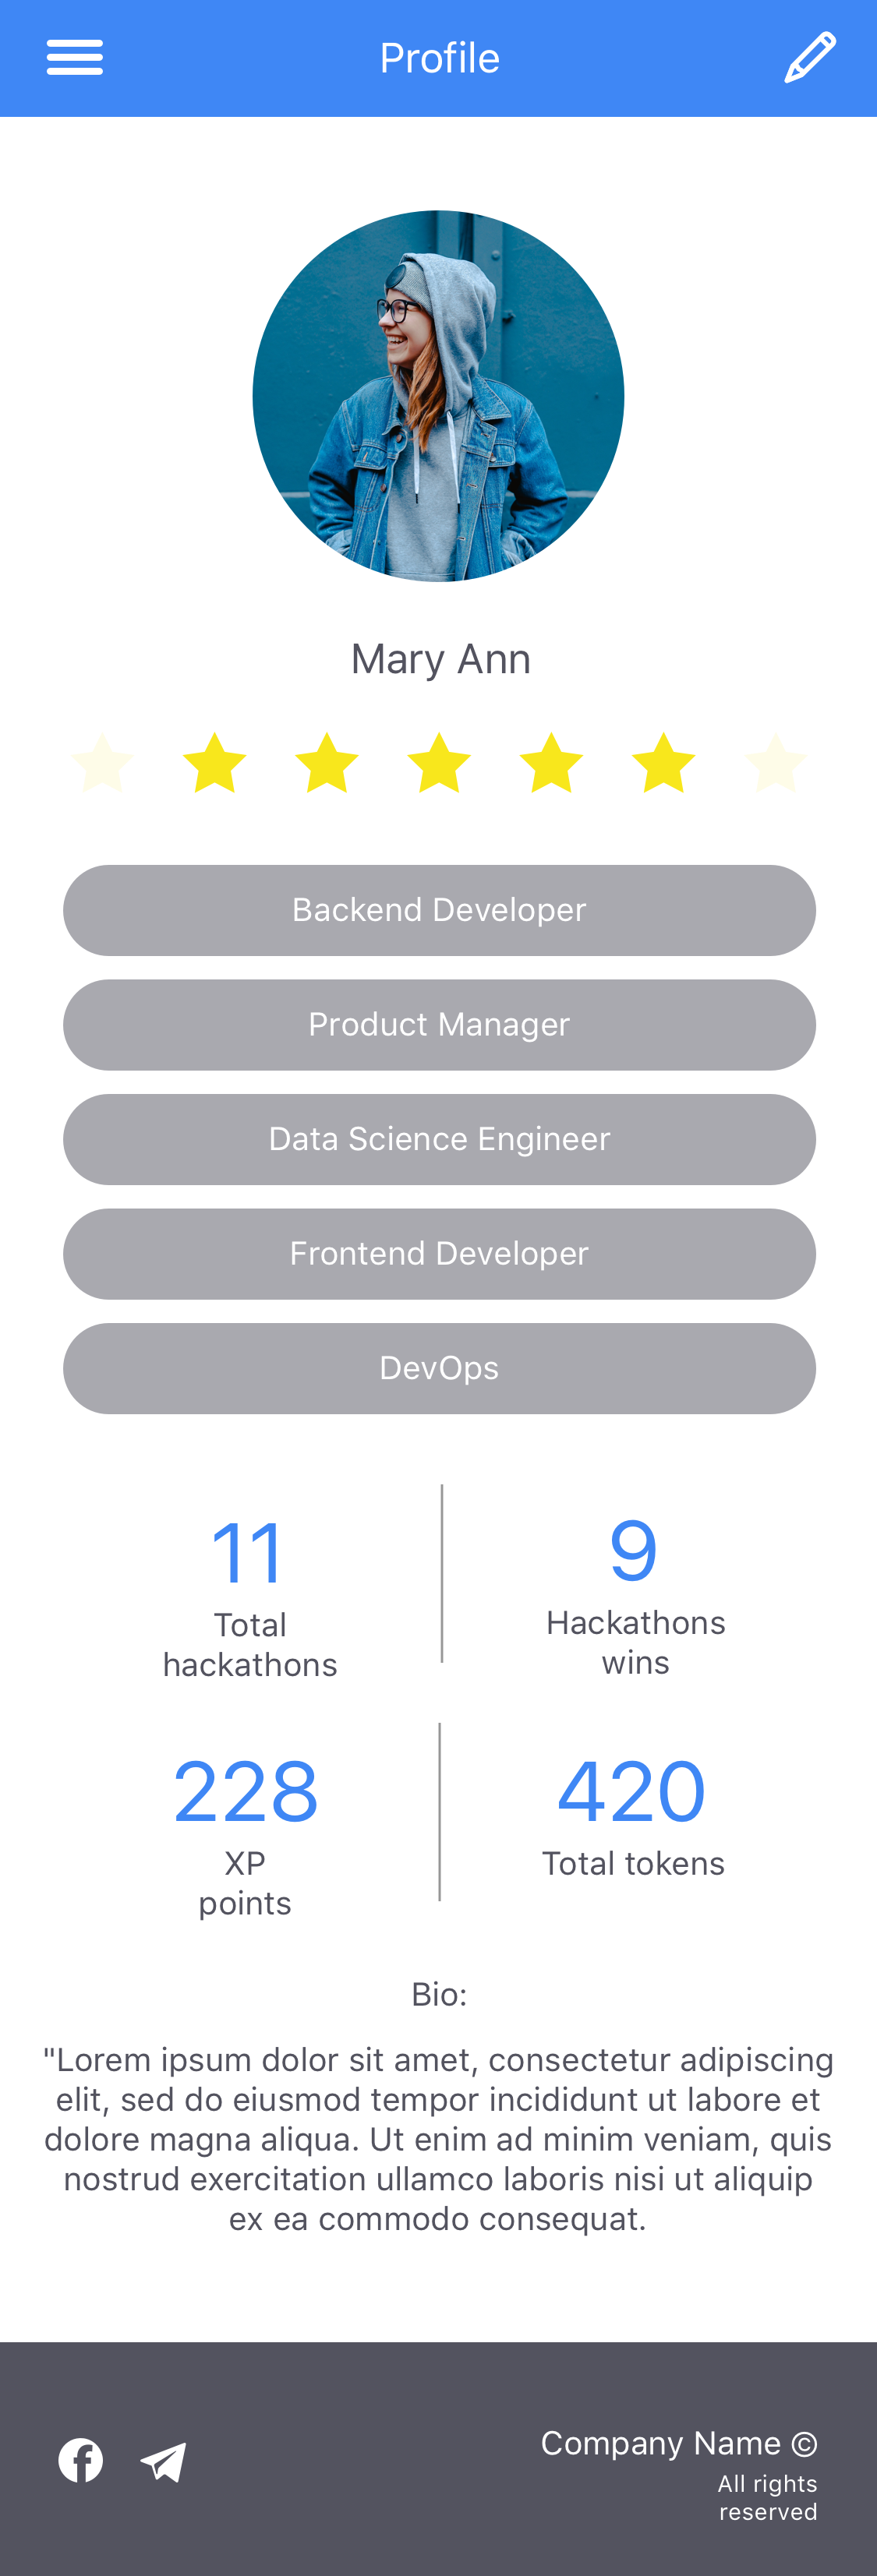 Profile
Mary Ann
Backend Developer
Product Manager
Data Science Engineer
Frontend Developer
DevOps
11
Total
hackathons
9
Hackathons
wins
228
XP
points
420
Total tokens
Bio:
"Lorem ipsum dolor sit amet, consectetur adipiscing
elit, sed do eiusmod tempor incididunt ut labore et
dolore magna aliqua. Ut enim ad minim veniam, quis
nostrud exercitation ullamco laboris nisi ut aliquip
ex ea commodo consequat.
Company Name ©
All rights
reserved